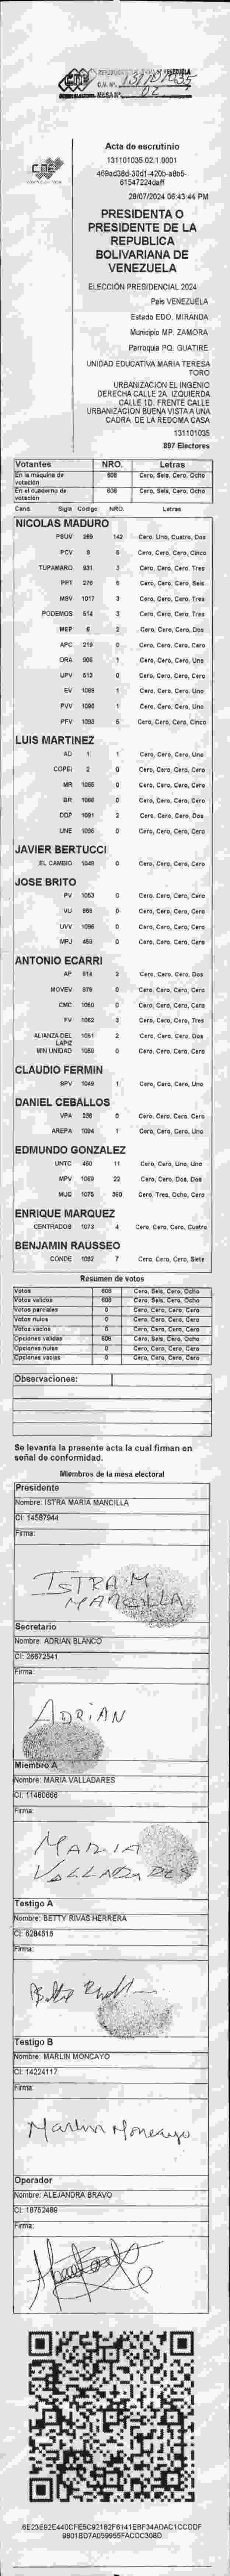 131101035
02
CNE
Acta de escrutinio
131101035.02.1.0001
28/07/2024 06:43:44 PM
PRESIDENTA O
PRESIDENTE DE LA
REPUBLICA
BOLIVARIANA DE
VENEZUELA
ELECCIÓN PRESIDENCIAL 2024
País VENEZUELA
Estado EDO. MIRANDA
Municipio MP. ZAMORA
Parroquia PQ. GUATIRE
UNIDAD EDUCATIVA MARIA TERESA
TORO
URBANIZACION EL INGENIO
DERECHA CALLE 2A. IZQUIERDA
CALLE 1D. FRENTE CALLE
URBANIZACION BUENA VISTA A UNA
CADRA DE LA REDOMA CASA
131101035
897 Electores
Votantes NRO. Letras
En la máquina de votación 608 Cero, Seis, Cero, Ocho
En el cuaderno de votación 608 Cero, Seis, Cero, Ocho
Cand. Sigla Código NRO. Letras
NICOLAS MADURO
PSUV 269 142 Cero, Uno, Cuatro, Dos
PCV 9 5 Cero, Cero, Cero, Cinco
TUPAMARO 931 3 Cero, Cero, Cero, Tres
PPT 276 6 Cero, Cero, Cero, Seis
MSV 1017 3 Cero, Cero, Cero, Tres
PODEMOS 514 3 Cero, Cero, Cero, Tres
MEP 6 2 Cero, Cero, Cero, Dos
APC 219 0 Cero, Cero, Cero, Cero
ORA 906 1 Cero, Cero, Cero, Uno
UPV 613 0 Cero, Cero, Cero, Cero
EV 1089 1 Cero, Cero, Cero, Uno
PVV 1090 1 Cero, Cero, Cero, Uno
PFV 1093 5 Cero, Cero, Cero, Cinco
LUIS MARTINEZ
AD 1 1 Cero, Cero, Cero, Uno
COPEI 2 0 Cero, Cero, Cero, Cero
MR 1065 0 Cero, Cero, Cero, Cero
BR 1066 0 Cero, Cero, Cero, Cero
DDP 1091 2 Cero, Cero, Cero, Dos
UNE 1095 0 Cero, Cero, Cero, Cero
JAVIER BERTUCCI
EL CAMBIO 1048 0 Cero, Cero, Cero, Cero
JOSE BRITO
PV 1053 0 Cero, Cero, Cero, Cero
VU 868 0 Cero, Cero, Cero, Cero
UVV 1096 0 Cero, Cero, Cero, Cero
MPJ 459 0 Cero, Cero, Cero, Cero
ANTONIO ECARRI
AP 914 2 Cero, Cero, Cero, Dos
MOVEV 979 0 Cero, Cero, Cero, Cero
CMC 1050 0 Cero, Cero, Cero, Cero
FV 1062 3 Cero, Cero, Cero, Tres
ALIANZA DEL LAPIZ 1051 2 Cero, Cero, Cero, Dos
MIN UNIDAD 1080 0 Cero, Cero, Cero, Cero
CLAUDIO FERMIN
SPV 1049 1 Cero, Cero, Cero, Uno
DANIEL CEBALLOS
VPA 236 0 Cero, Cero, Cero, Cero
AREPA 1094 1 Cero, Cero, Cero, Uno
EDMUNDO GONZALEZ
UNTC 460 11 Cero, Cero, Uno, Uno
MPV 1069 22 Cero, Cero, Dos, Dos
MUD 1075 380 Cero, Tres, Ocho, Cero
ENRIQUE MARQUEZ
CENTRADOS 1073 4 Cero, Cero, Cero, Cuatro
BENJAMIN RAUSSEO
CONDE 1092 7 Cero, Cero, Cero, Siete
Resumen de votos
Votos 608 Cero, Seis, Cero, Ocho
Votos validos 608 Cero, Seis, Cero, Ocho
Votos parciales 0 Cero, Cero, Cero, Cero
Votos nulos 0 Cero, Cero, Cero, Cero
Votos vacíos 0 Cero, Cero, Cero, Cero
Opciones validas 608 Cero, Seis, Cero, Ocho
Opciones nulas 0 Cero, Cero, Cero, Cero
Opciones vacías 0 Cero, Cero, Cero, Cero
Observaciones:
Se levanta la presente acta la cual firman en
señal de conformidad.
Miembros de la mesa electoral
Presidente
Nombre: ISTRA MARIA MANCILLA
CI: 14587944
Firma:
ISTRA M
MANCILLA
Secretario
Nombre: ADRIAN BLANCO
CI: 26672541
Firma:
ADRIAN
Miembro A
Nombre: MARIA VALLADARES
CI: 11480666
Firma:
MARIA
VALLADARES
Testigo A
Nombre: BETTY RIVAS HERRERA
CI: 6284616
Firma:
Testigo B
Nombre: MARLIN MONCAYO
CI: 14224117
Firma:
Marlin Moncayo
Operador
Nombre: ALEJANDRA BRAVO
CI: 18752489
Firma: